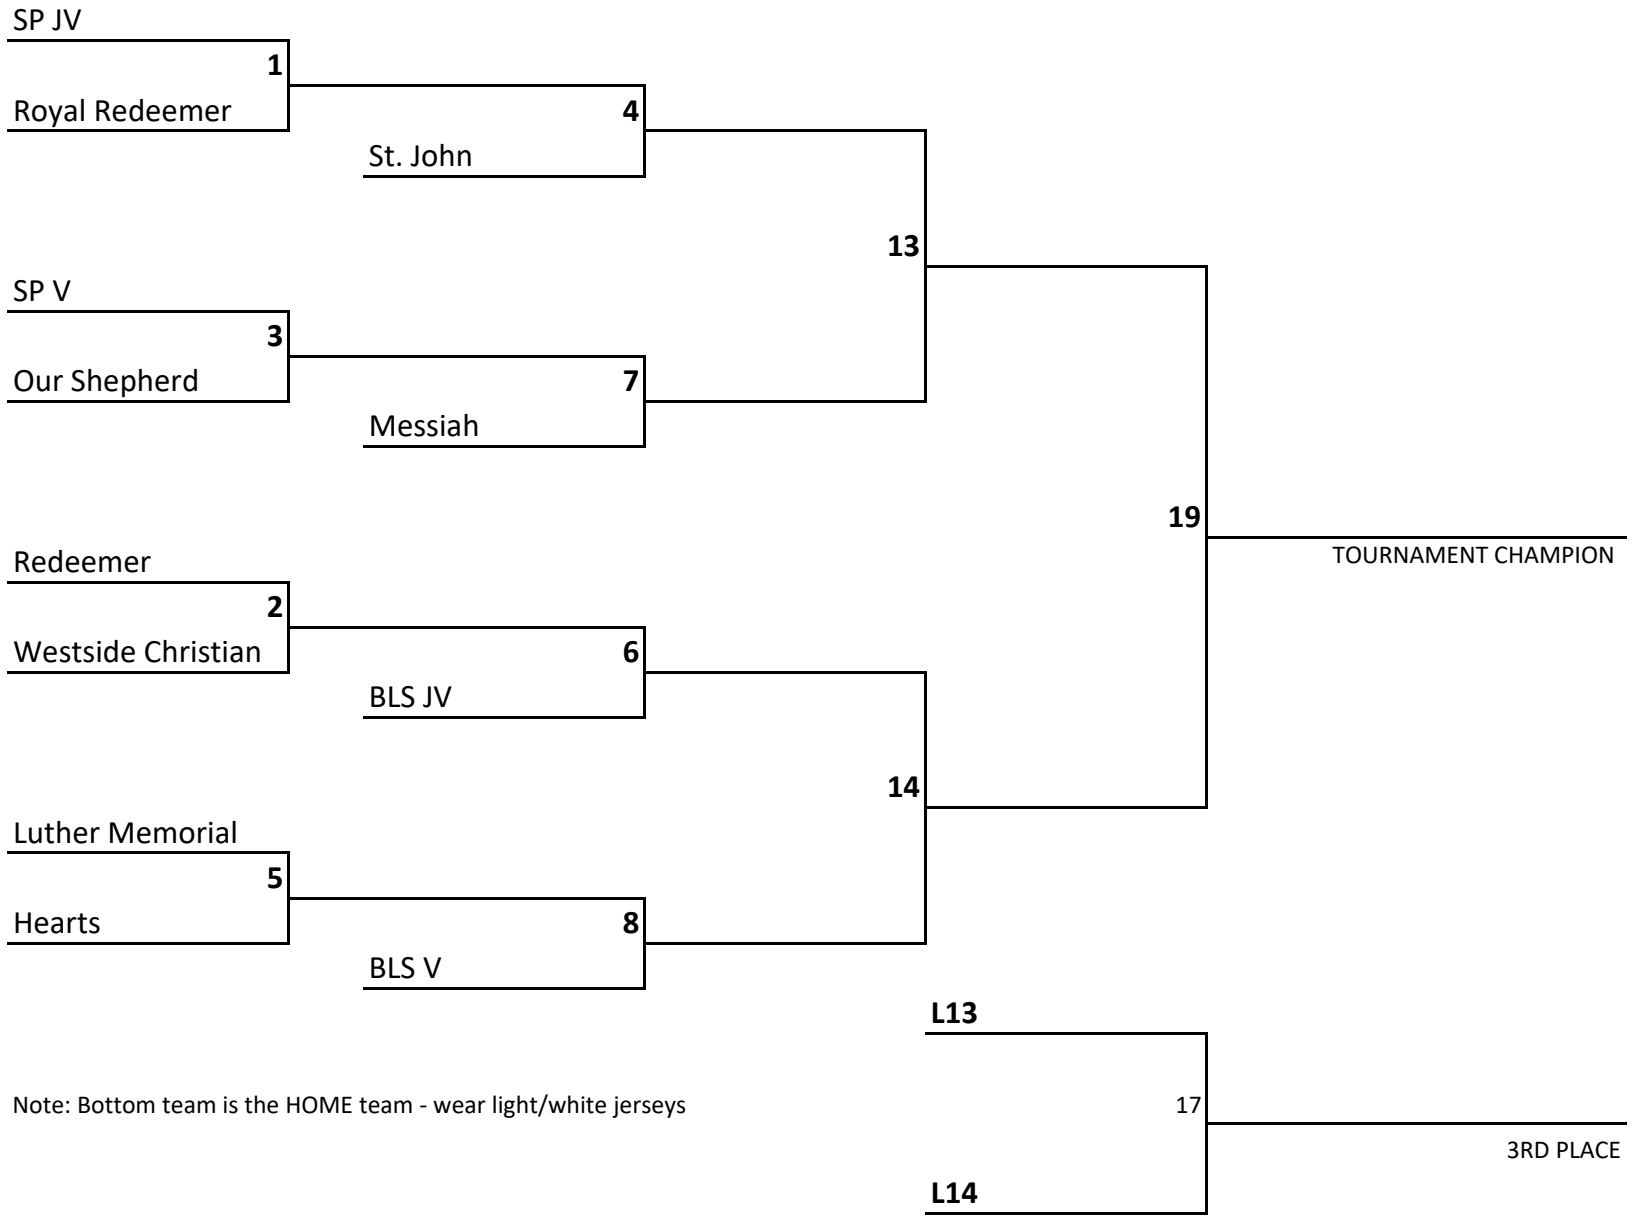 SP JV
1
Royal Redeemer
4
St. John
13
SP V
3
Our Shepherd
7
Messiah
19
TOURNAMENT CHAMPION
Redeemer
2
Westside Christian
6
BLS JV
14
Luther Memorial
5
Hearts
8
BLS V
L13
Note: Bottom team is the HOME team - wear light/white jerseys
17
3RD PLACE
L14